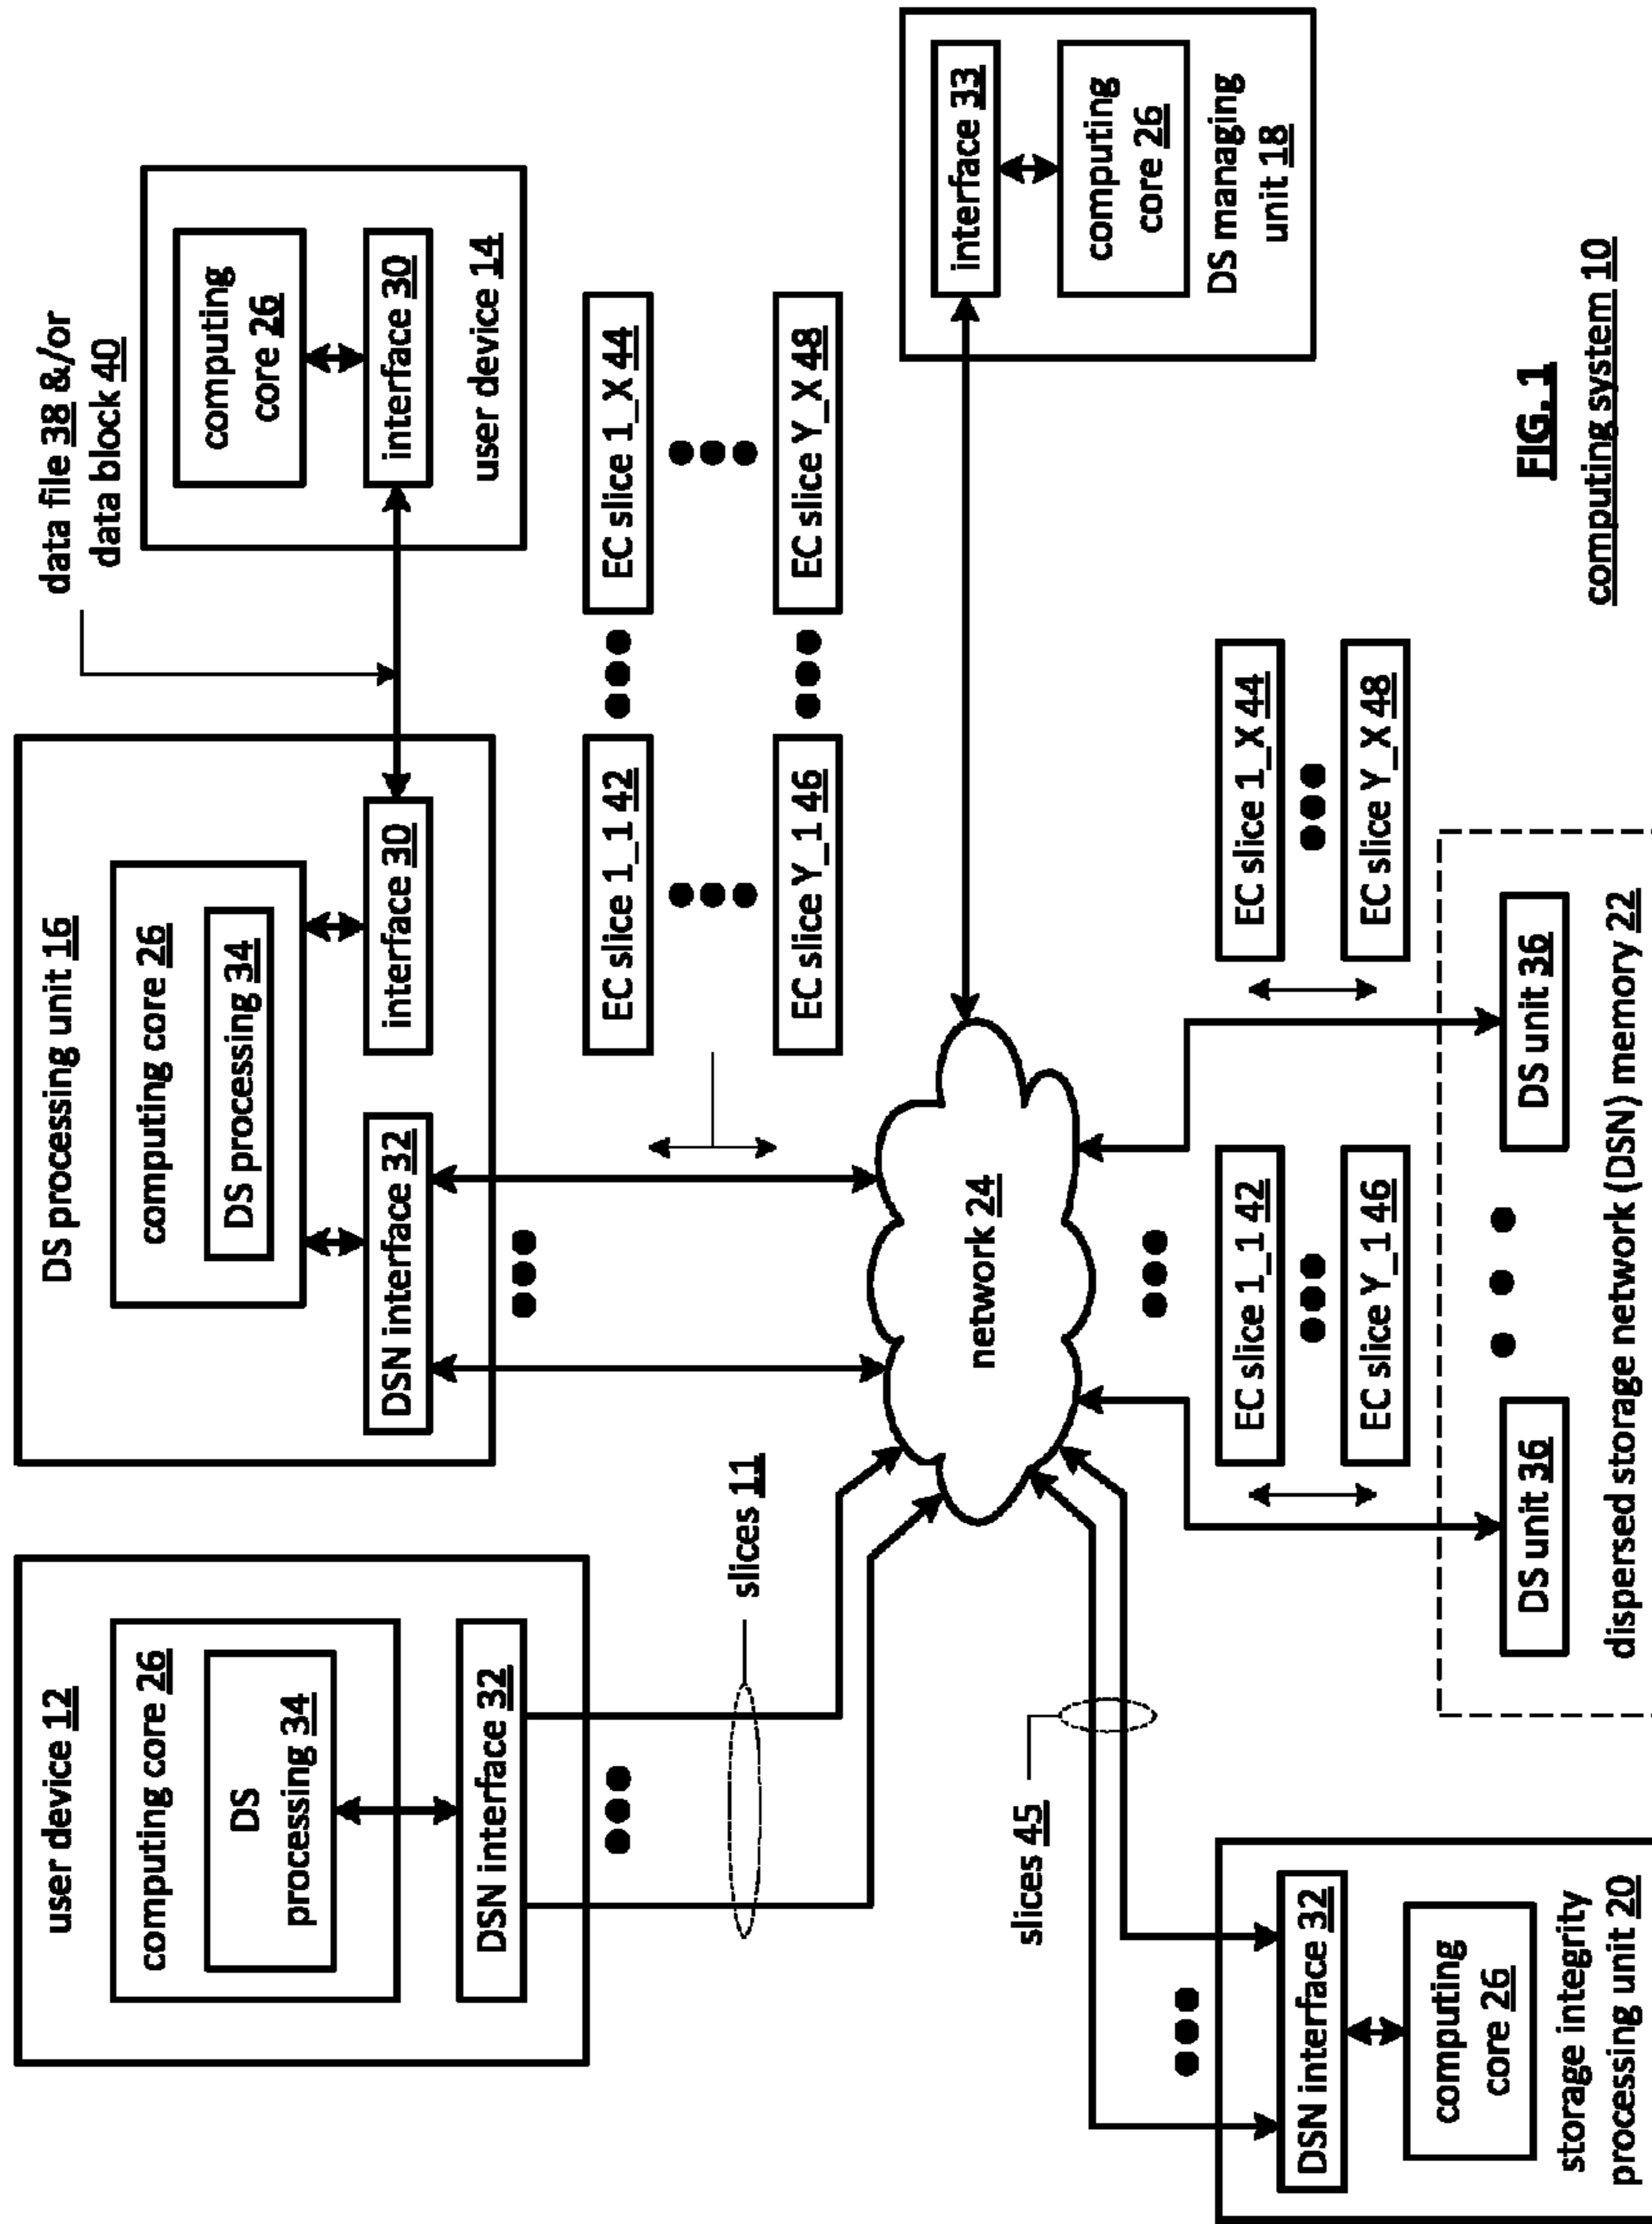 user device 12
computing core 26
DS
processing 34
DSN interface 32
slices 11
DS processing unit 16
computing core 26
DS processing 34
DSN interface 32
interface 30
data file 38 &/or
data block 40
computing
core 26
interface 30
user device 14
EC slice 1_1 42
EC slice 1_X 44
EC slice Y_1 46
EC slice Y_X 48
network 24
interface 33
computing
core 26
DS managing
unit 18
slices 45
DSN interface 32
computing
core 26
storage integrity
processing unit 20
EC slice 1_1 42
EC slice Y_1 46
EC slice 1_X 44
EC slice Y_X 48
DS unit 36
DS unit 36
dispersed storage network (DSN) memory 22
FIG. 1
computing system 10